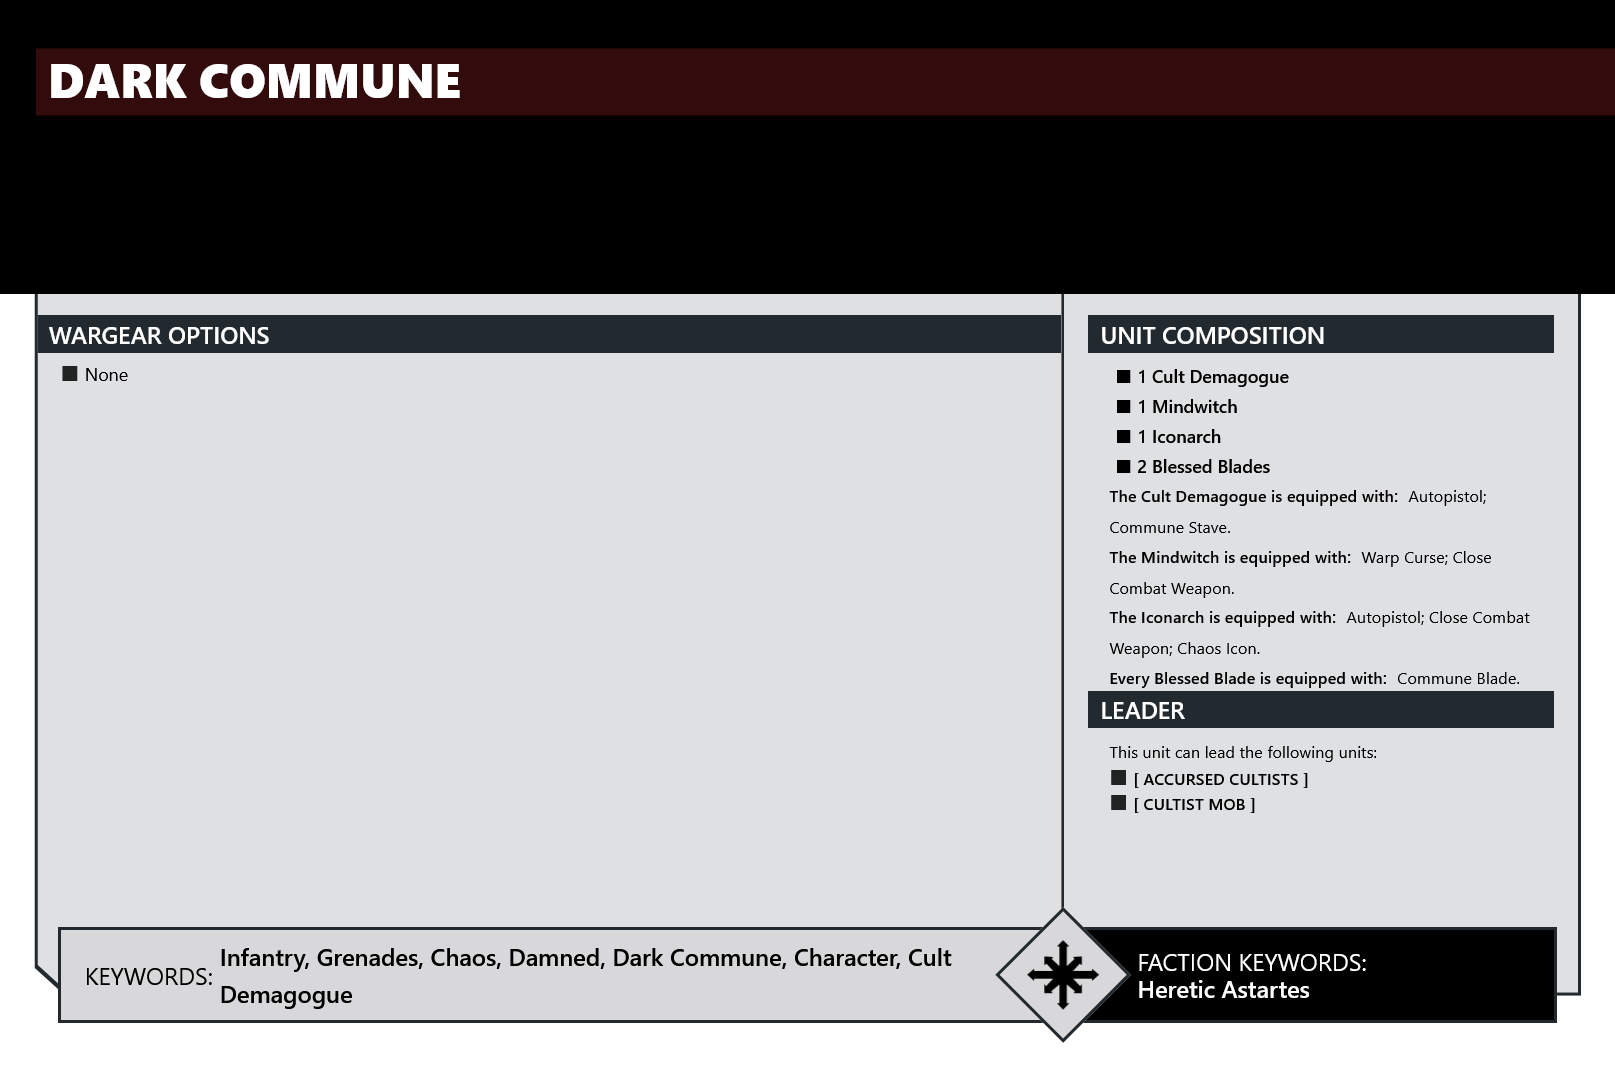 DARK COMMUNE
WARGEAR OPTIONS
None
UNIT COMPOSITION
1 Cult Demagogue
1 Mindwitch
1 Iconarch
2 Blessed Blades
The Cult Demagogue is equipped with: Autopistol;
Commune Stave.
The Mindwitch is equipped with: Warp Curse; Close
Combat Weapon.
The Iconarch is equipped with: Autopistol; Close Combat
Weapon; Chaos Icon.
Every Blessed Blade is equipped with: Commune Blade.
LEADER
This unit can lead the following units:
[ ACCURSED CULTISTS ]
[ CULTIST MOB ]
KEYWORDS: Infantry, Grenades, Chaos, Damned, Dark Commune, Character, Cult
Demagogue
FACTION KEYWORDS:
Heretic Astartes